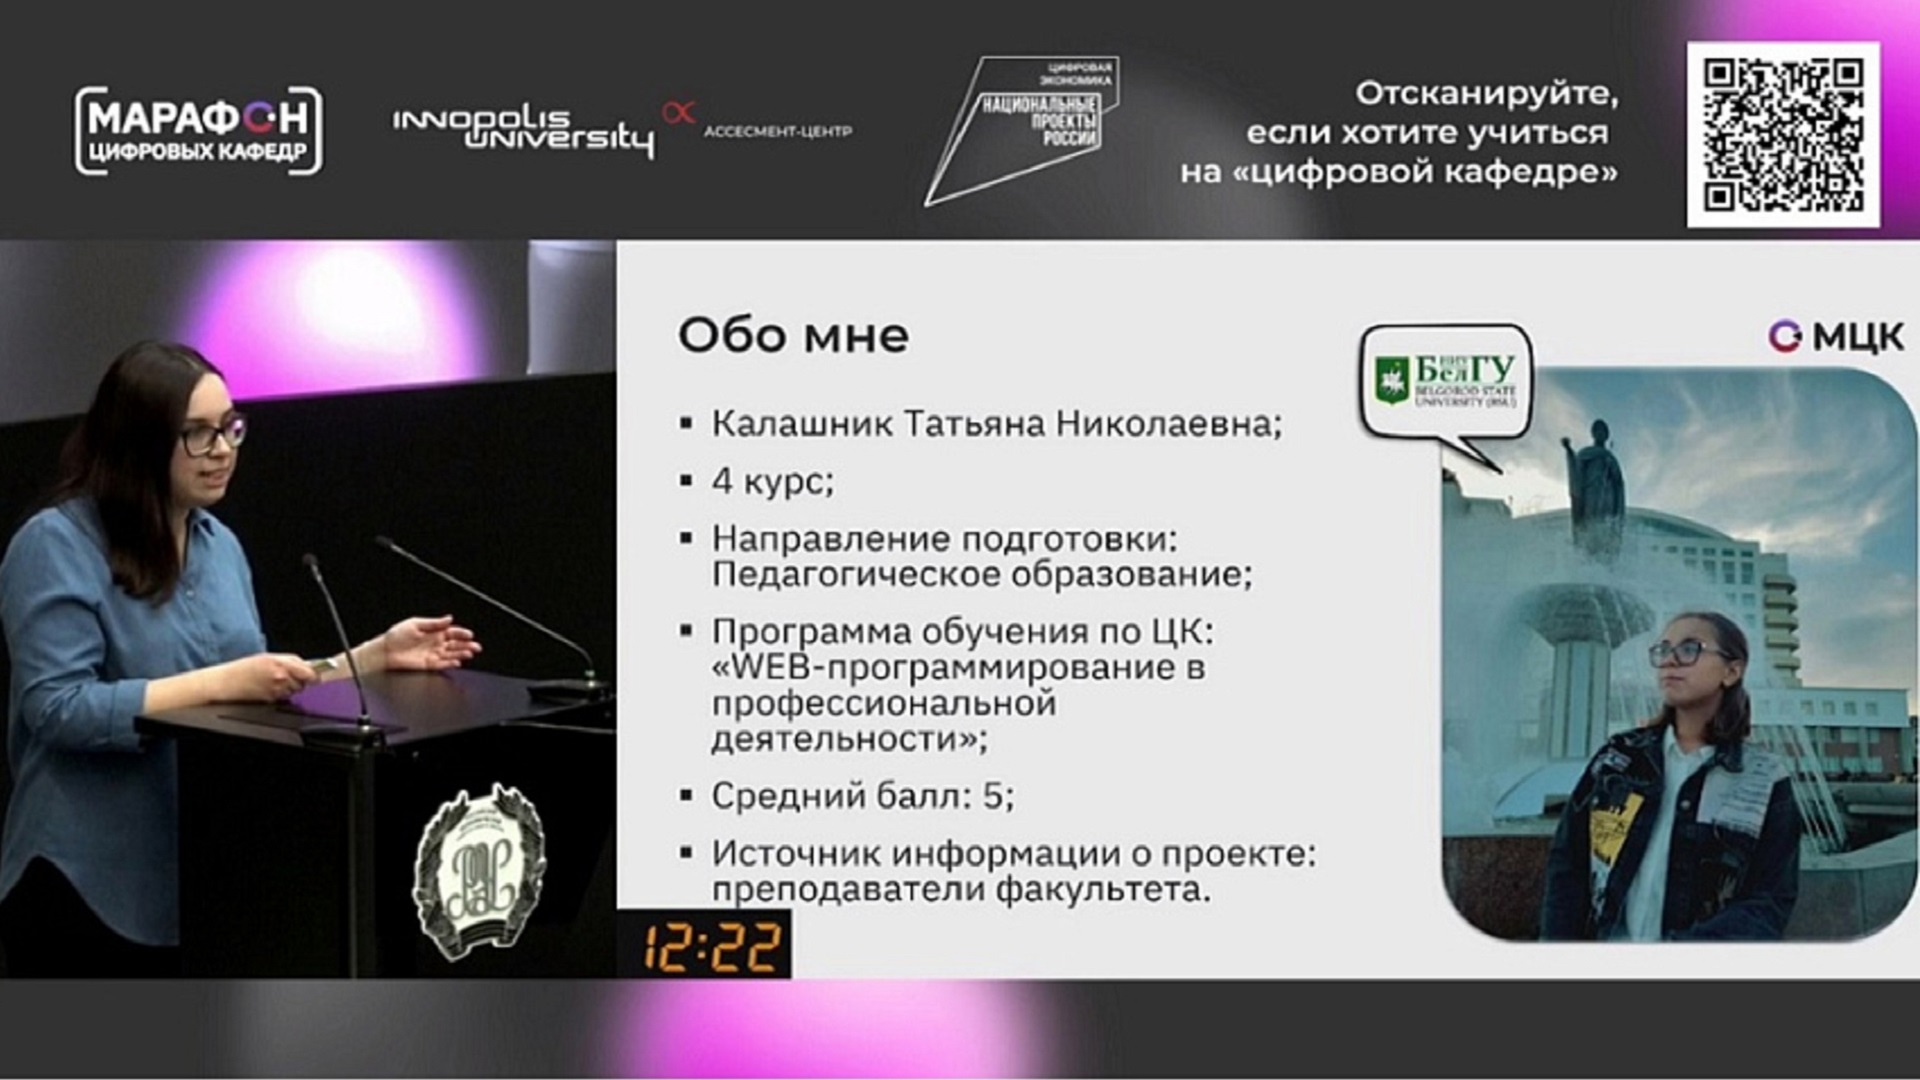 МАРАФОН
ЦИФРОВЫХ КАФЕДР
INNOPOLIS
UNIVERSITY
АССЕСМЕНТ-ЦЕНТР
ЦИФРОВАЯ
ЭКОНОМИКА
НАЦИОНАЛЬНЫЕ
ПРОЕКТЫ
РОССИИ
Отсканируйте,
если хотите учиться
на «цифровой кафедре»
Обо мне
НИУ
БелГУ
BELGOROD STATE
UNIVERSITY (BSU)
МЦК
▪ Калашник Татьяна Николаевна;
▪ 4 курс;
▪ Направление подготовки:
Педагогическое образование;
▪ Программа обучения по ЦК:
«WEB-программирование в
профессиональной
деятельности»;
▪ Средний балл: 5;
▪ Источник информации о проекте:
преподаватели факультета.
12:22